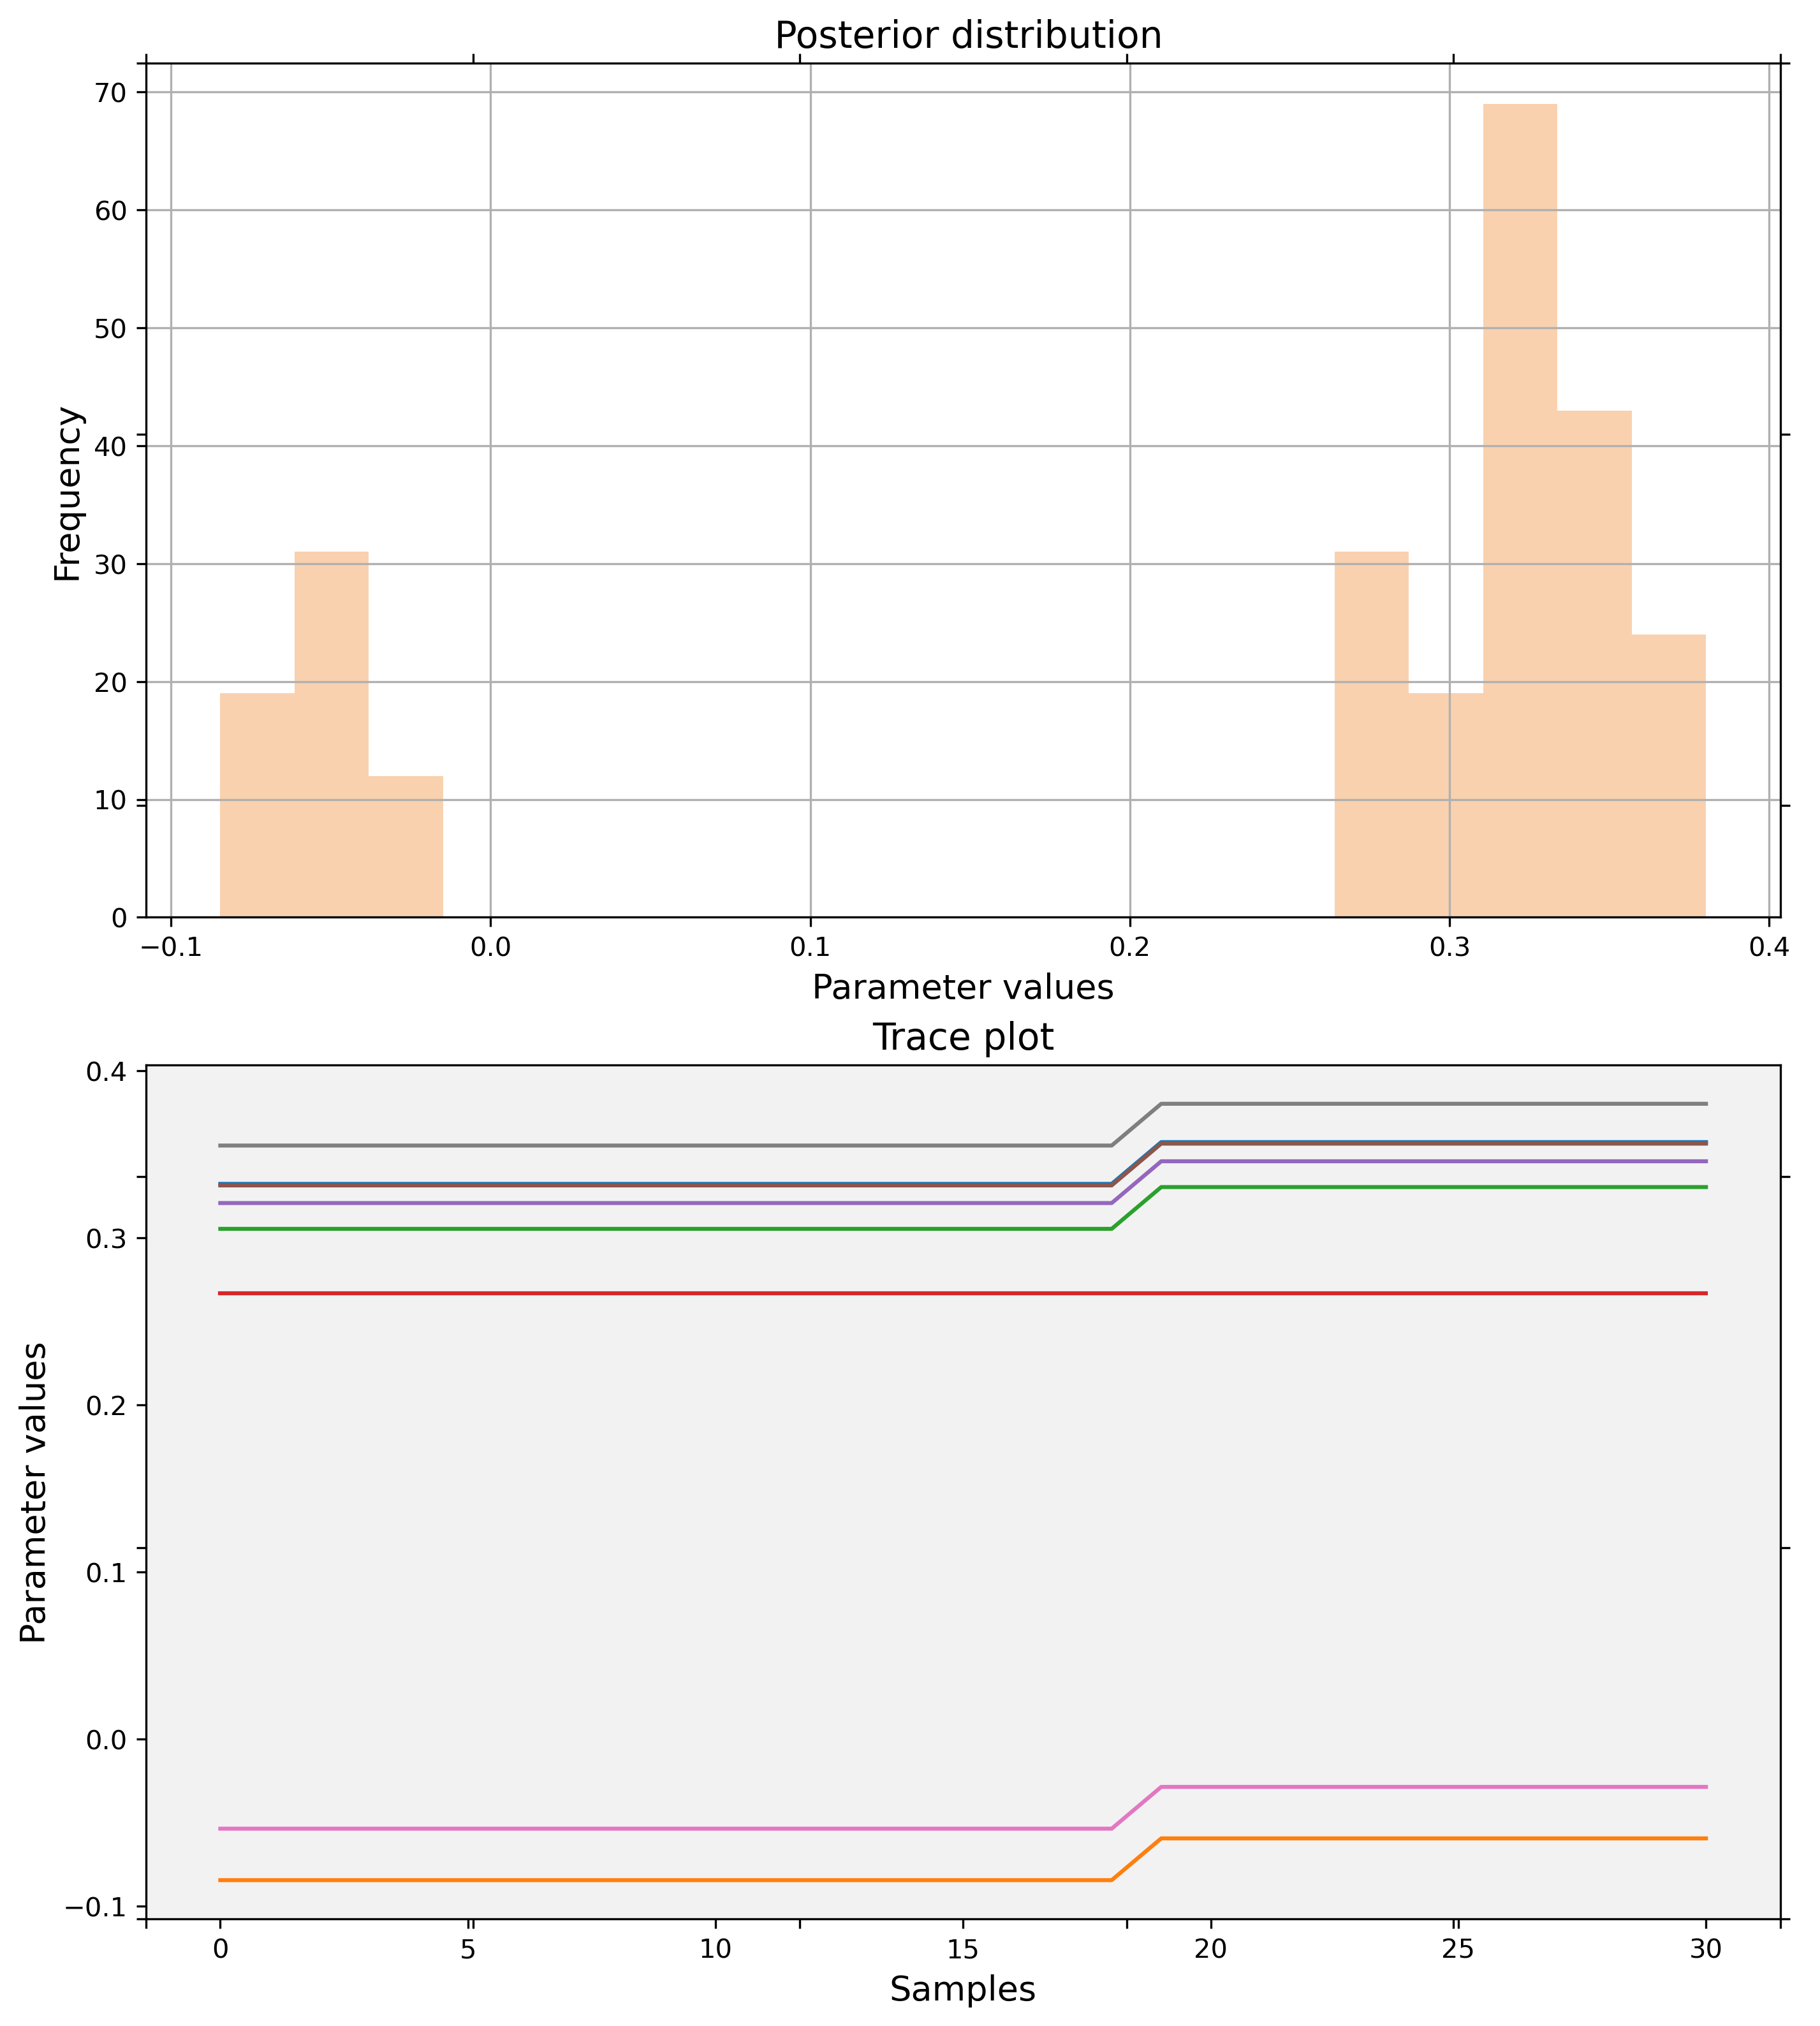 Posterior distribution
70
60
50
40
30
20
10
0
Frequency
−0.1 0.0 0.1 0.2 0.3 0.4
Parameter values
Trace plot
0.4
0.3
0.2
0.1
0.0
−0.1
Parameter values
0 5 10 15 20 25 30
Samples